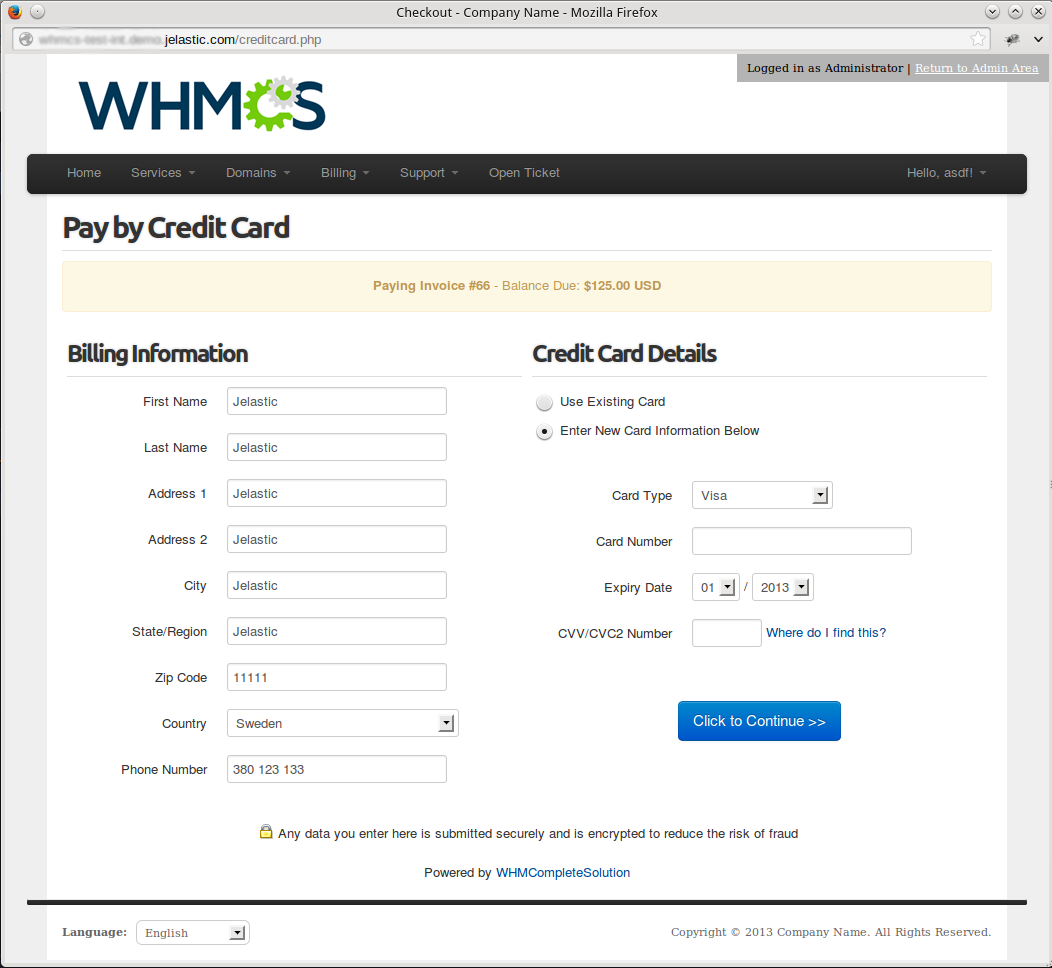 Checkout - Company Name - Mozilla Firefox
jelastic.com/creditcard.php
Logged in as Administrator | Return to Admin Area
WHMCS
Home Services Domains Billing Support Open Ticket Hello, asdf!
Pay by Credit Card
Paying Invoice #66 - Balance Due: $125.00 USD
Billing Information
First Name Jelastic
Last Name Jelastic
Address 1 Jelastic
Address 2 Jelastic
City Jelastic
State/Region Jelastic
Zip Code 11111
Country Sweden
Phone Number 380 123 133
Credit Card Details
Use Existing Card
Enter New Card Information Below
Card Type Visa
Card Number
Expiry Date 01 / 2013
CVV/CVC2 Number Where do I find this?
Click to Continue >>
Any data you enter here is submitted securely and is encrypted to reduce the risk of fraud
Powered by WHMCompleteSolution
Language: English
Copyright © 2013 Company Name. All Rights Reserved.